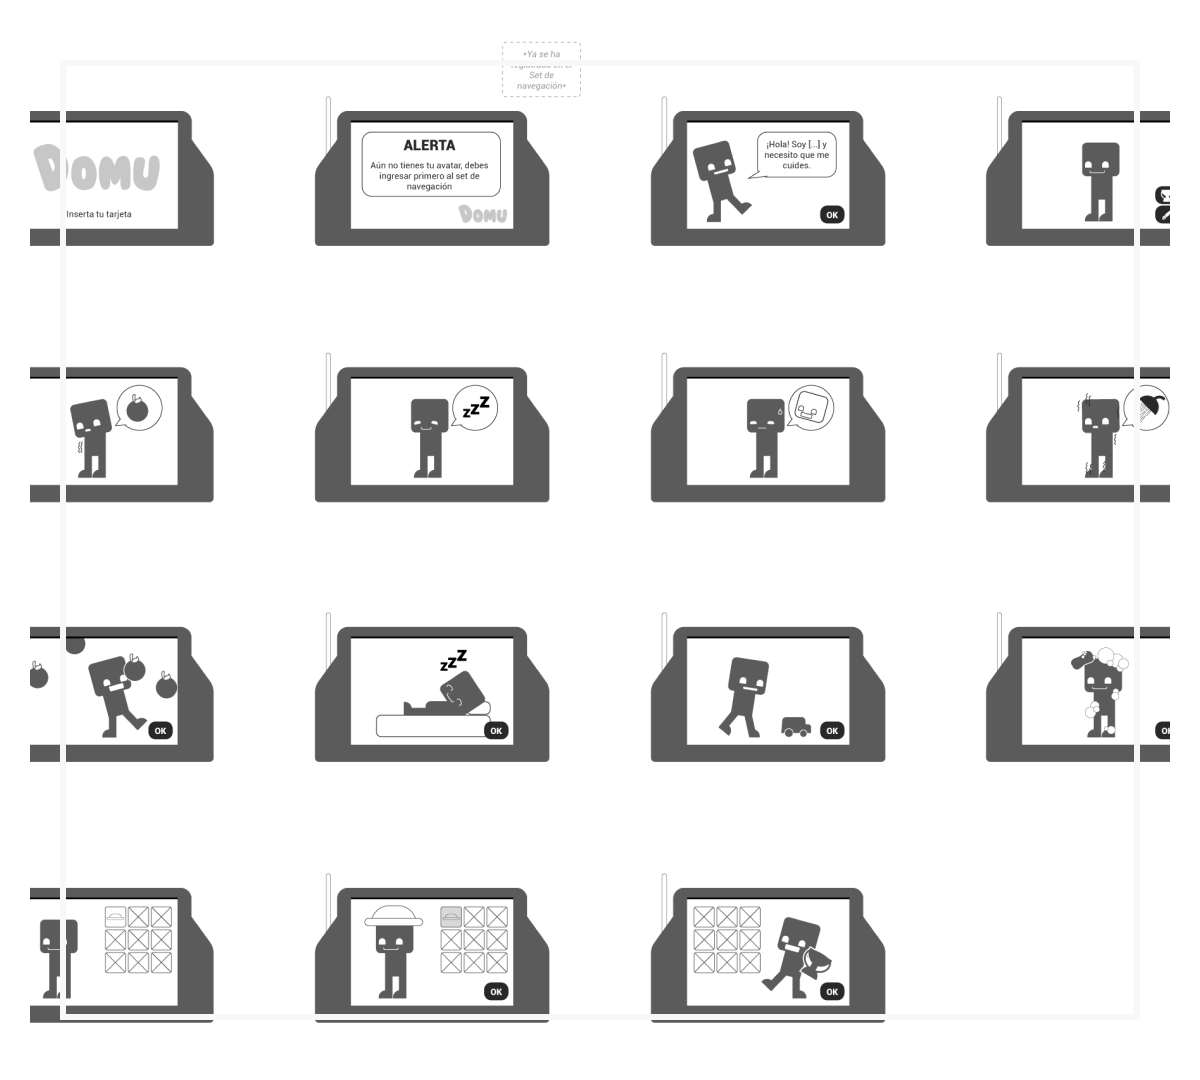 •Ya se ha
Set de
navegación•
DOMU
Inserta tu tarjeta
ALERTA
Aún no tienes tu avatar, debes
ingresar primero al set de
navegación
DOMU
¡Hola! Soy [...] y
necesito que me
cuides.
OK
zzZ
OK
zzZ
OK
OK
OK
OK
OK